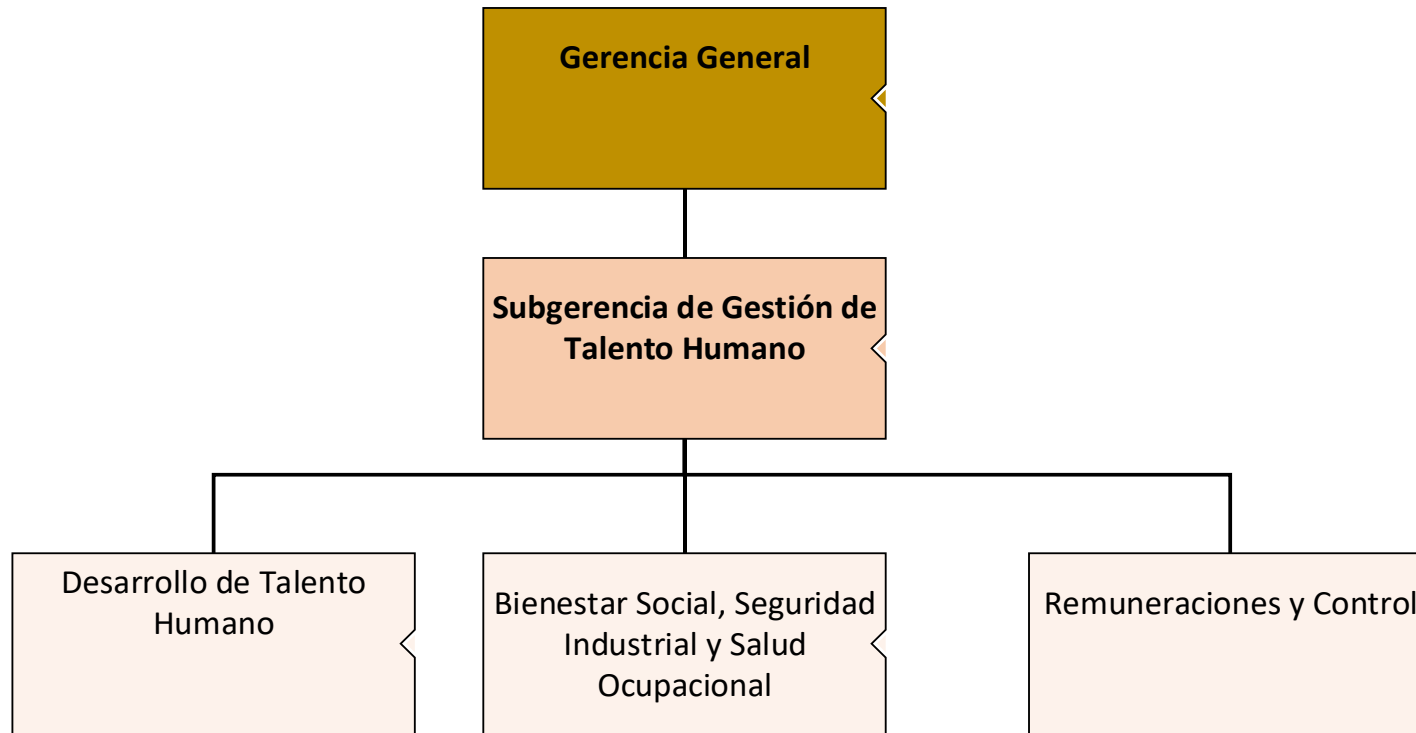 Gerencia General
Subgerencia de Gestión de
Talento Humano
Desarrollo de Talento
Humano
Bienestar Social, Seguridad
Industrial y Salud
Ocupacional
Remuneraciones y Control